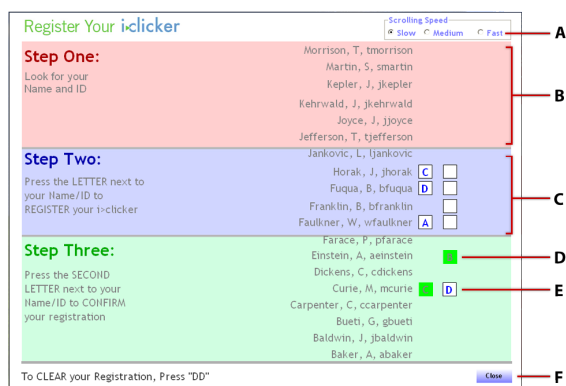 Register Your i>clicker
Scrolling Speed
Slow Medium Fast
A
Step One:
Look for your
Name and ID
Morrison, T, tmorrison
Martin, S, smartin
Kepler, J, jkepler
Kehrwald, J, jkehrwald
Joyce, J, jjoyce
Jefferson, T, tjefferson
B
Step Two:
Press the LETTER next to
your Name/ID to
REGISTER your i>clicker
Jankovic, L, ljankovic
Horak, J, jhorak C
Fuqua, B, bfuqua D
Franklin, B, bfranklin
Faulkner, W, wfaulkner A
C
Step Three:
Press the SECOND
LETTER next to your
Name/ID to CONFIRM
your registration
Farace, P, pfarace
Einstein, A, aeinstein D
D
Dickens, C, cdickens
Curie, M, mcurie C D
E
Carpenter, C, ccarpenter
Bueti, G, gbueti
Baldwin, J, jbaldwin
Baker, A, abaker
To CLEAR your Registration, Press "DD"
Close
F